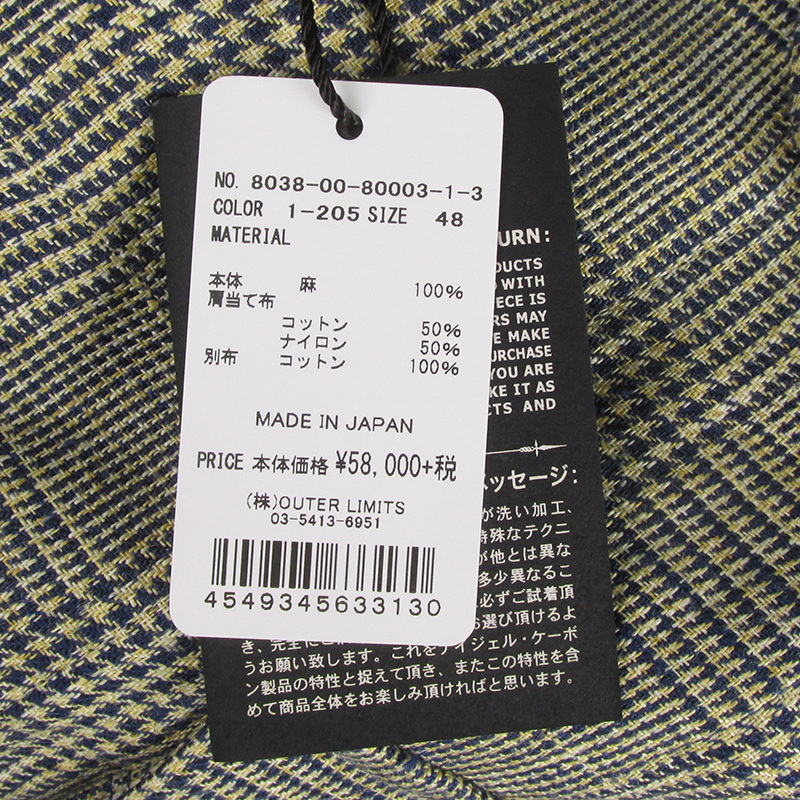 NO. 8038-00-80003-1-3
COLOR 1-205 SIZE 48
MATERIAL
本体 麻 100%
肩当て布
コットン 50%
ナイロン 50%
別布 コットン 100%
MADE IN JAPAN
PRICE 本体価格 ¥58,000+税
(株)OUTER LIMITS
03-5413-6951
4549345633130
URN:
DUCTS
WITH
ECE IS
RS MAY
E MAKE
URCHASE
YOU ARE
KE IT AS
CTS AND
ッセージ:
が洗い加工、
特殊なテクニ
が他とは異な
多少異なるこ
必ずご試着頂
お選び頂けるよ
き、完全に
うお願い致します。これをナイジェル・ケーボ
ン製品の特性と捉えて頂き、またこの特性を含
めて商品全体をお楽しみ頂ければと思います。